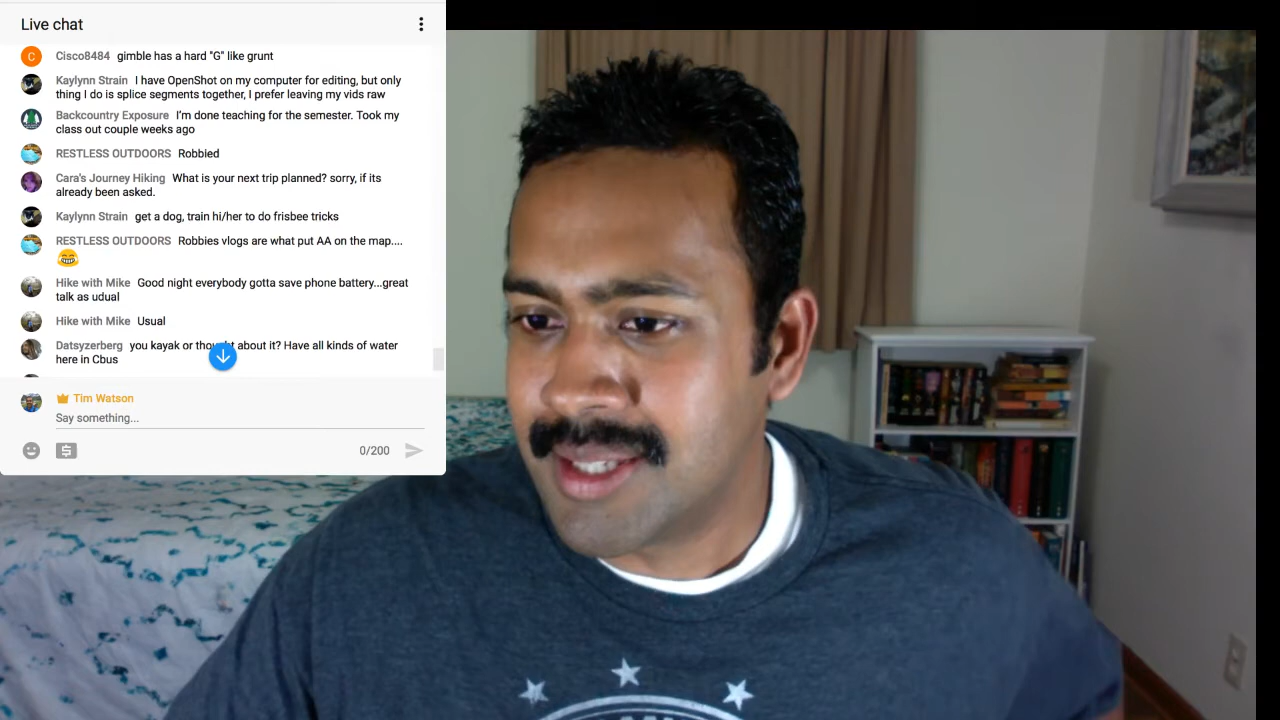 Live chat
C
Cisco8484 gimble has a hard "G" like grunt
Kaylynn Strain I have OpenShot on my computer for editing, but only
thing I do is splice segments together, I prefer leaving my vids raw
Backcountry Exposure I'm done teaching for the semester. Took my
class out couple weeks ago
RESTLESS OUTDOORS Robbied
Cara's Journey Hiking What is your next trip planned? sorry, if its
already been asked.
Kaylynn Strain get a dog, train hi/her to do frisbee tricks
RESTLESS OUTDOORS Robbies vlogs are what put AA on the map....
😂
Hike with Mike Good night everybody gotta save phone battery...great
talk as udual
Hike with Mike Usual
Datsyzerberg you kayak or thought about it? Have all kinds of water
here in Cbus
Tim Watson
Say something...
0/200